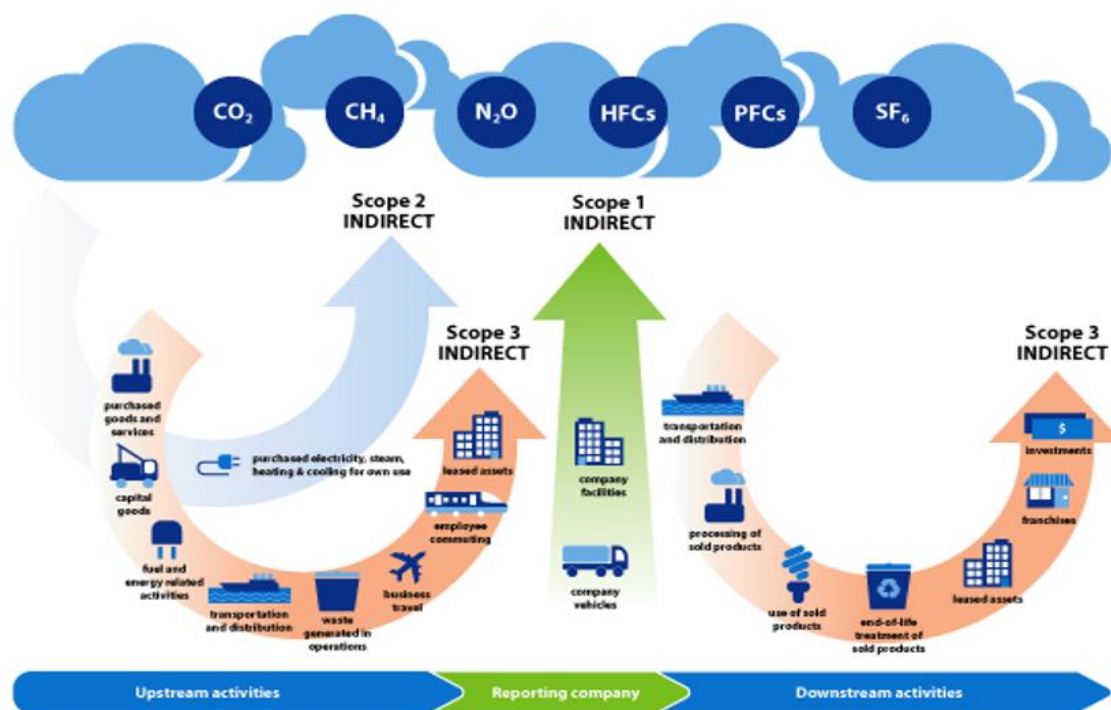 CO₂
CH₄
N₂O
HFCs
PFCs
SF₆
Scope 2
INDIRECT
Scope 1
INDIRECT
Scope 3
INDIRECT
Scope 3
INDIRECT
purchased
goods and
services
capital
goods
fuel and
energy related
activities
purchased electricity, steam,
heating & cooling for own use
transportation
and distribution
waste
generated in
operations
business
travel
employee
commuting
leased assets
company
facilities
company
vehicles
transportation
and distribution
processing of
sold products
use of sold
products
end-of-life
treatment of
sold products
leased assets
franchises
$
investments
Upstream activities
Reporting company
Downstream activities